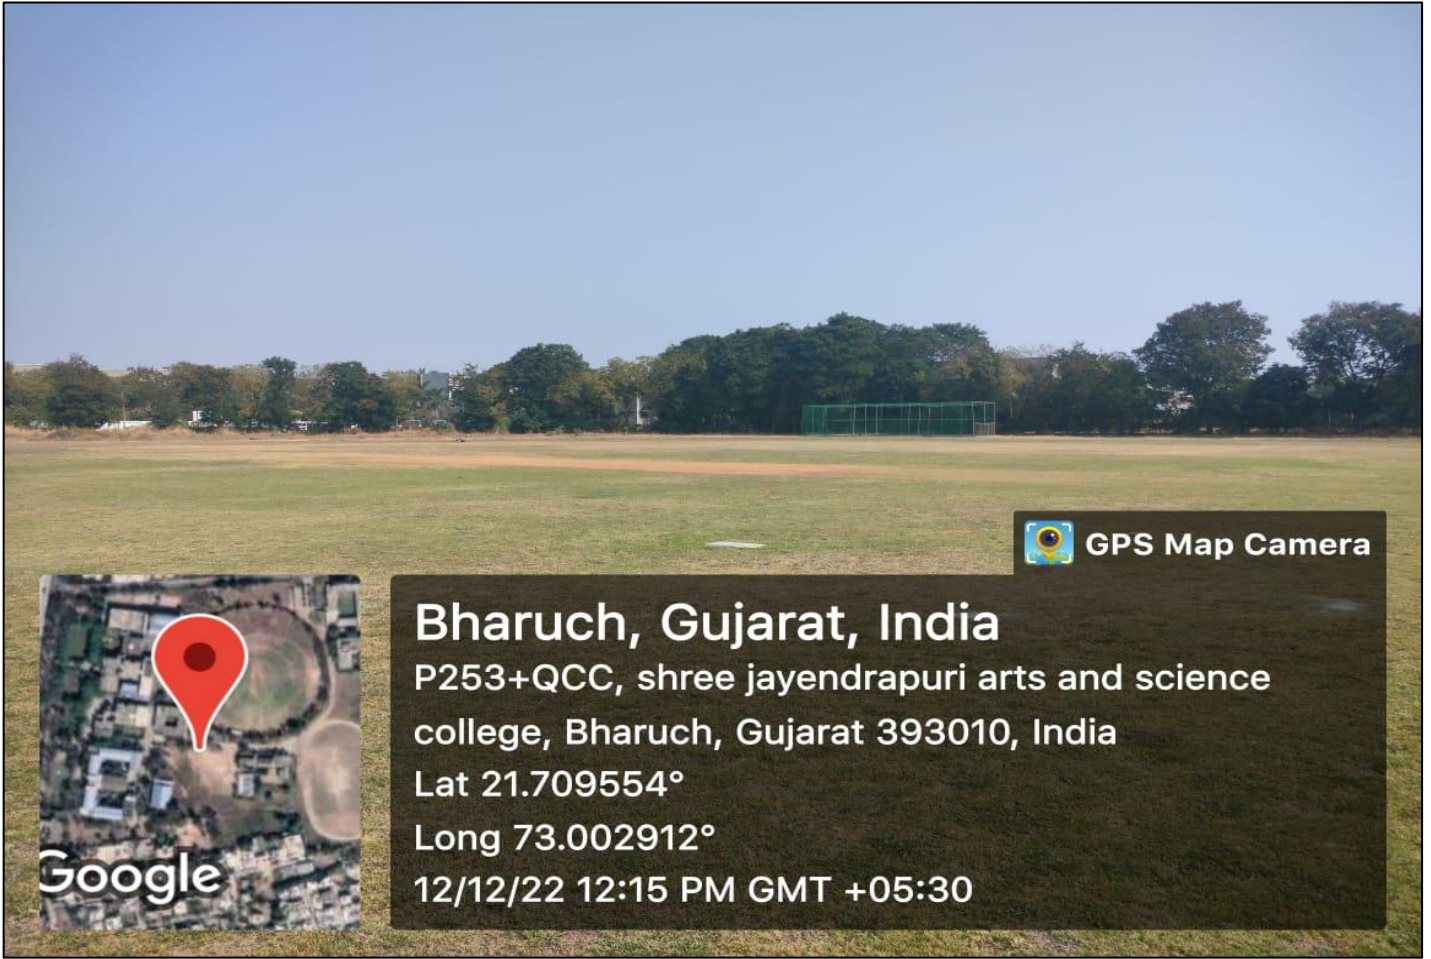 GPS Map Camera
Bharuch, Gujarat, India
P253+QCC, shree jayendrapuri arts and science
college, Bharuch, Gujarat 393010, India
Lat 21.709554°
Long 73.002912°
12/12/22 12:15 PM GMT +05:30
Google